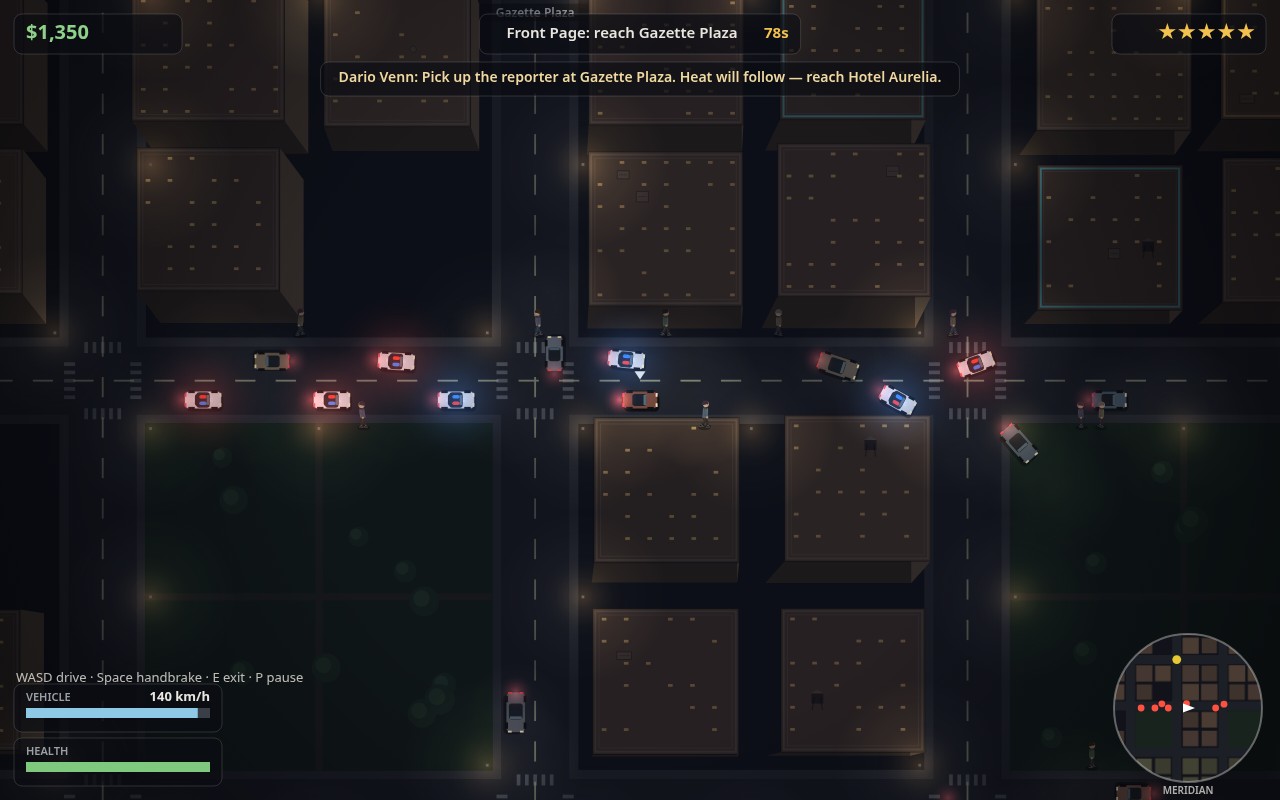 Gazette Plaza
$1,350
Front Page: reach Gazette Plaza 78s
★★★★★
Dario Venn: Pick up the reporter at Gazette Plaza. Heat will follow — reach Hotel Aurelia.
WASD drive · Space handbrake · E exit · P pause
VEHICLE 140 km/h
HEALTH
MERIDIAN